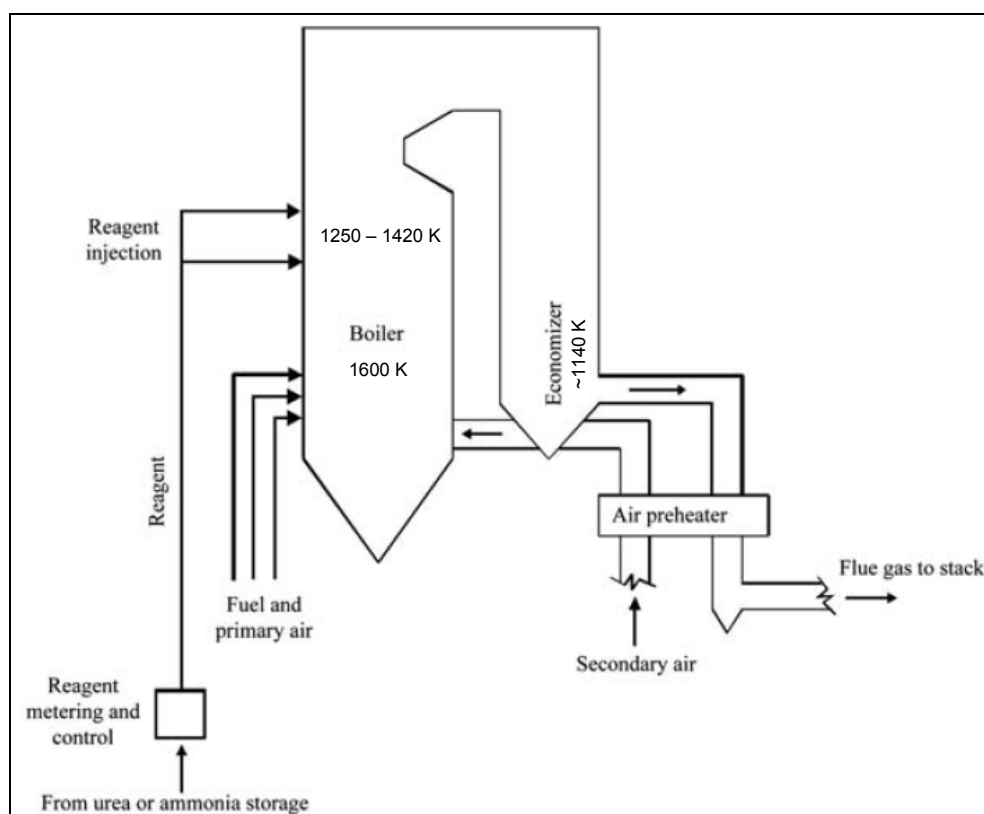 Reagent
injection
1250 – 1420 K
Boiler
1600 K
Economizer
~1140 K
Reagent
Air preheater
Flue gas to stack
Fuel and
primary air
Secondary air
Reagent
metering and
control
From urea or ammonia storage